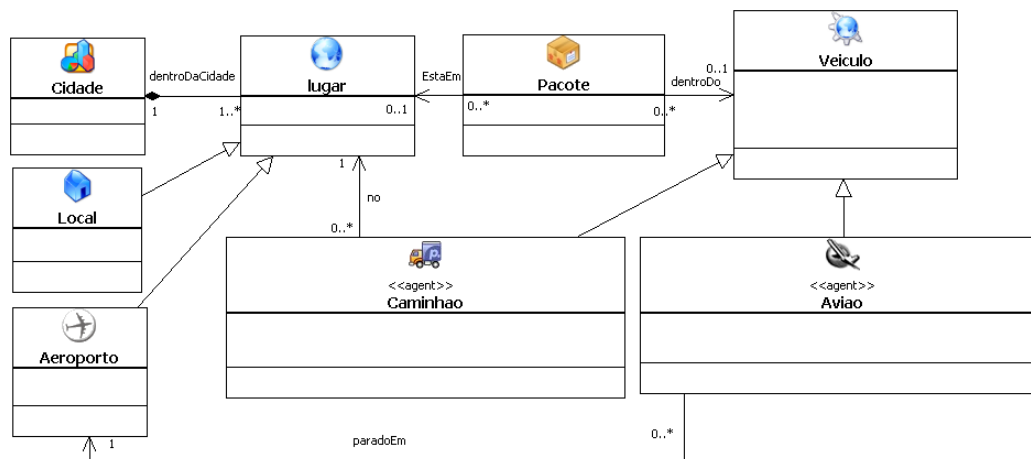 Cidade
dentroDaCidade
1
1..*
lugar
0..1
EstaEm
0..*
Pacote
0..*
dentroDo
0..1
Veiculo
Local
1
no
0..*
<<agent>>
Caminhao
<<agent>>
Aviao
Aeroporto
1
paradoEm
0..*